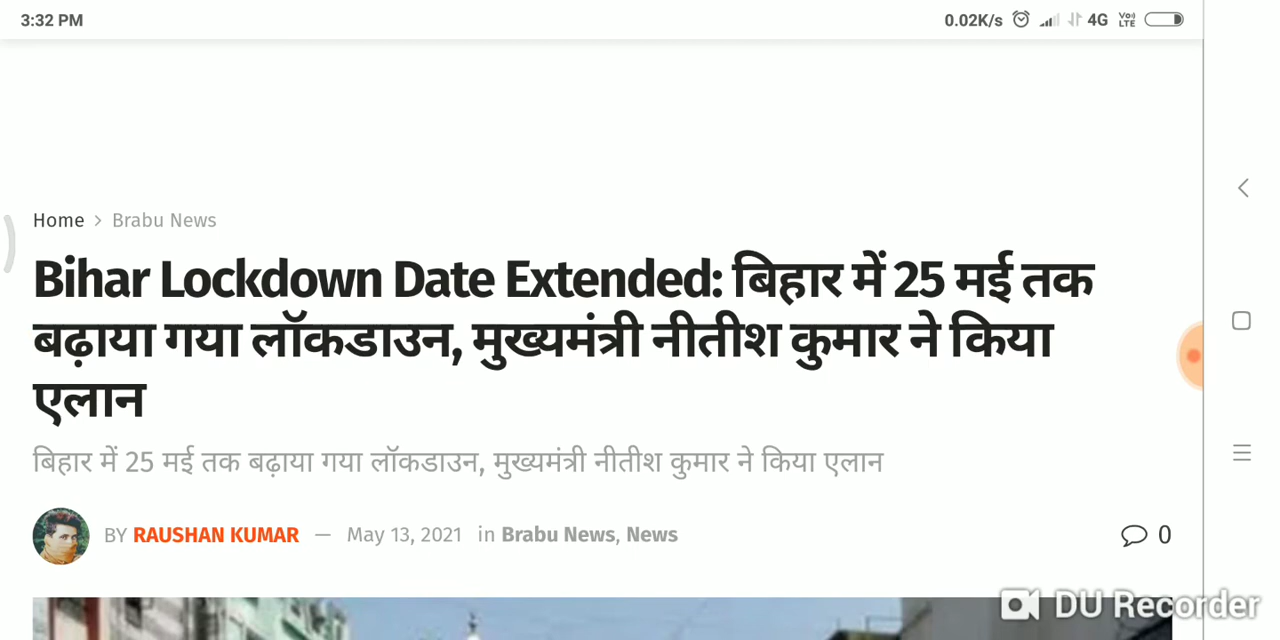 3:32 PM
0.02K/s 4G Vo)) LTE
Home > Brabu News
Bihar Lockdown Date Extended: बिहार में 25 मई तक
बढ़ाया गया लॉकडाउन, मुख्यमंत्री नीतीश कुमार ने किया
एलान
बिहार में 25 मई तक बढ़ाया गया लॉकडाउन, मुख्यमंत्री नीतीश कुमार ने किया एलान
BY RAUSHAN KUMAR — May 13, 2021 in Brabu News, News
0
DU Recorder